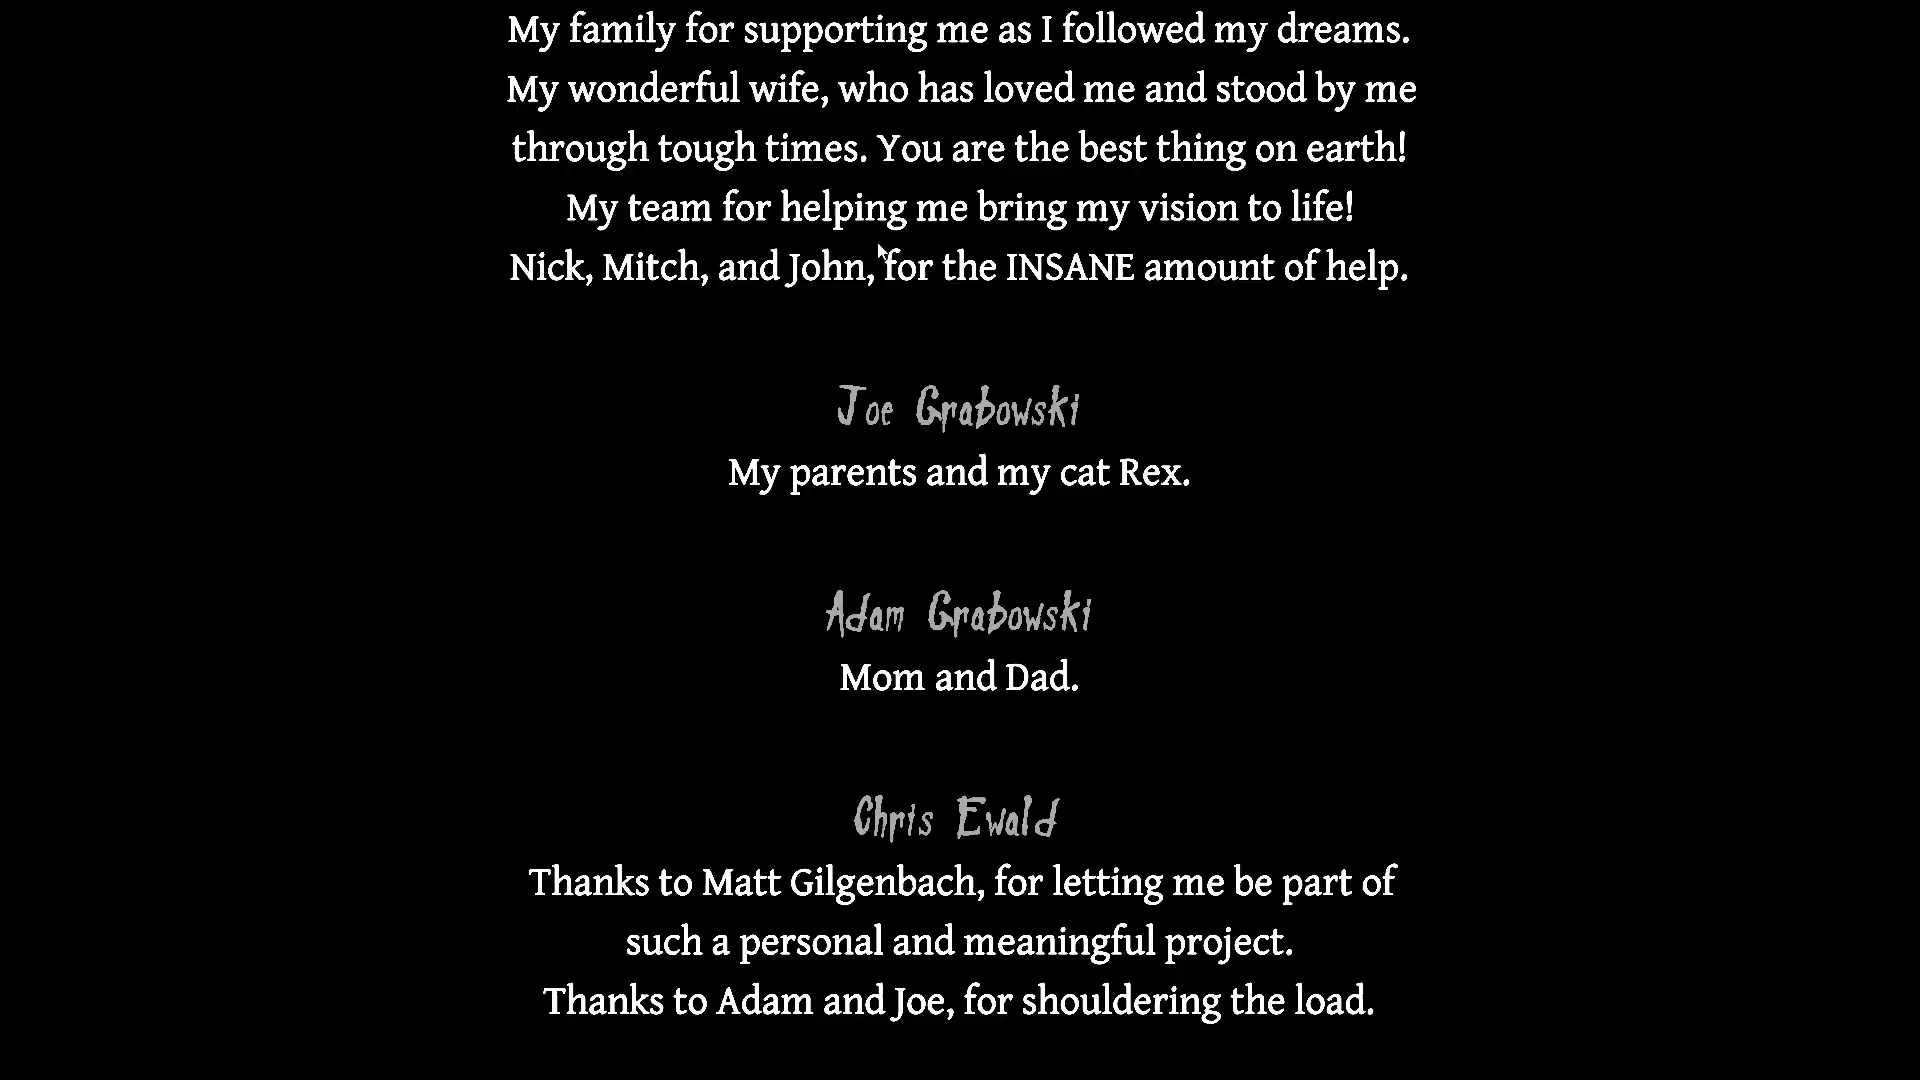 My family for supporting me as I followed my dreams.
My wonderful wife, who has loved me and stood by me
through tough times. You are the best thing on earth!
My team for helping me bring my vision to life!
Nick, Mitch, and John, for the INSANE amount of help.
Joe Grabowski
My parents and my cat Rex.
Adam Grabowski
Mom and Dad.
Chris Ewald
Thanks to Matt Gilgenbach, for letting me be part of
such a personal and meaningful project.
Thanks to Adam and Joe, for shouldering the load.